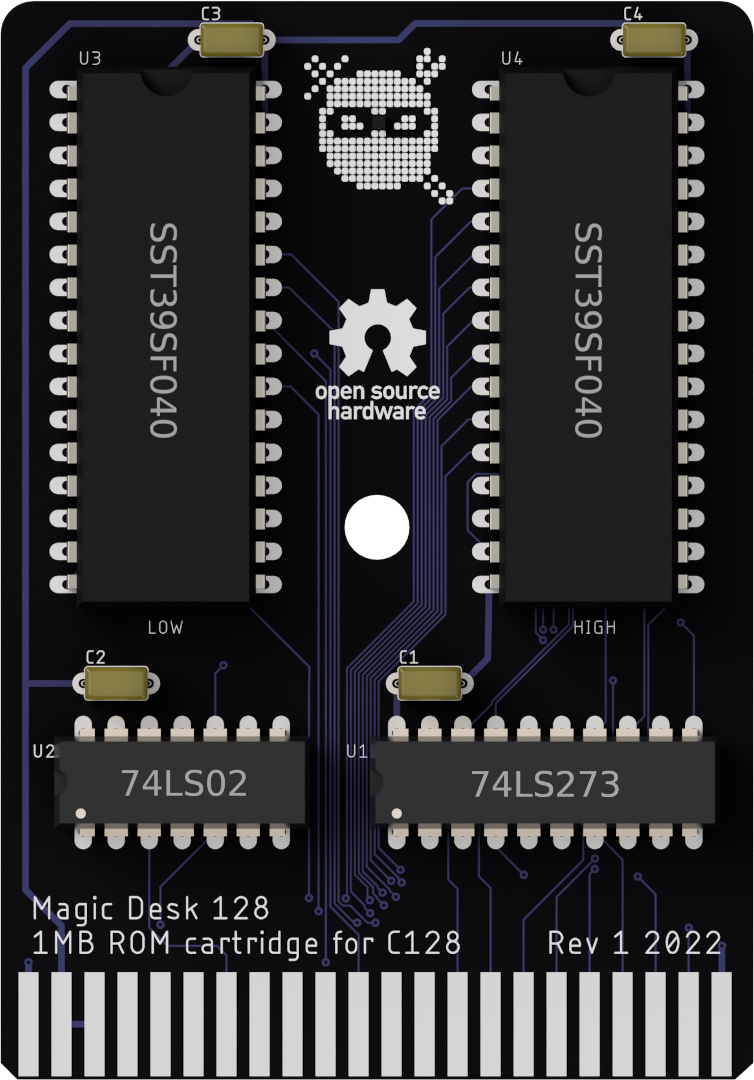 C3
C4
U3
U4
SST39SF040
SST39SF040
open source
hardware
LOW
HIGH
C2
C1
U2
U1
74LS02
74LS273
Magic Desk 128
1MB ROM cartridge for C128
Rev 1 2022